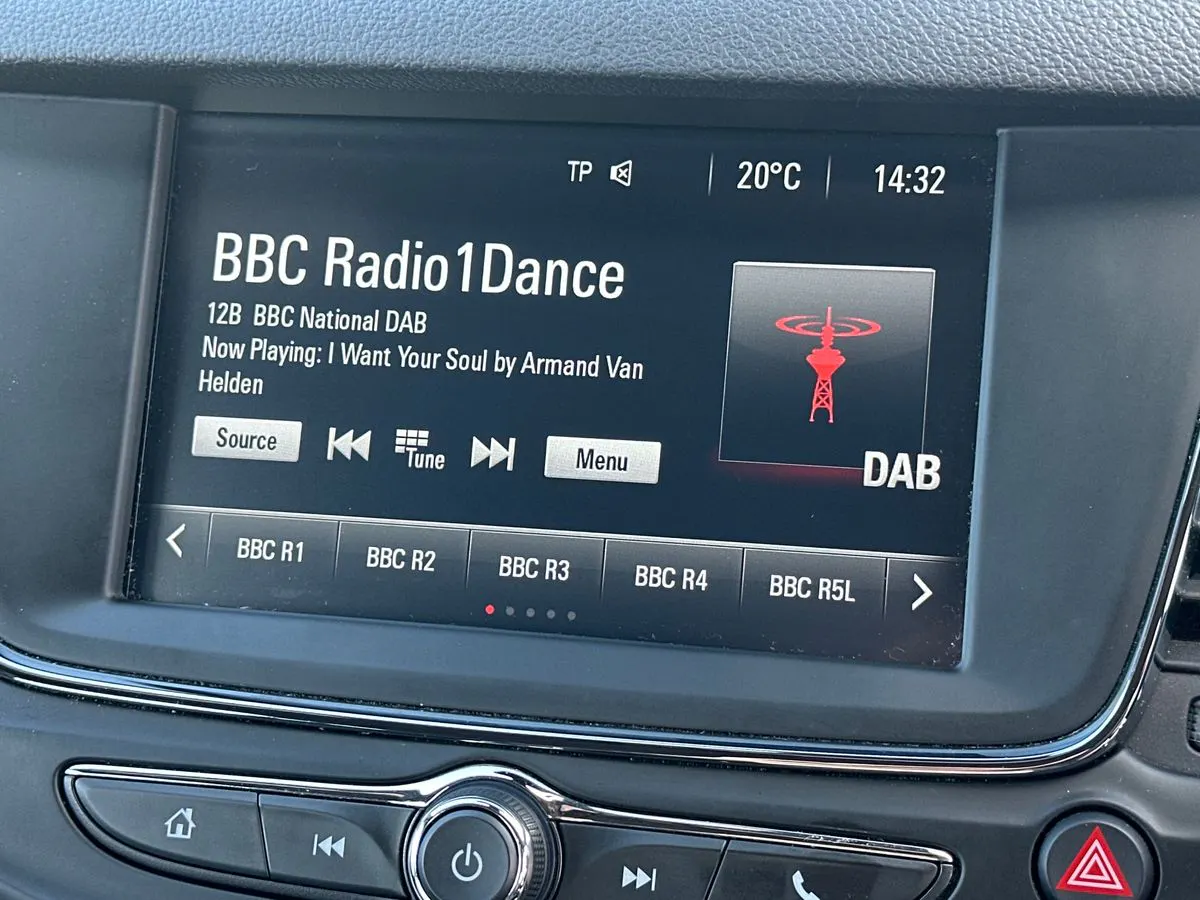 TP
20°C
14:32
BBC Radio1Dance
12B BBC National DAB
Now Playing: I Want Your Soul by Armand Van
Helden
Source
Tune
Menu
DAB
BBC R1
BBC R2
BBC R3
BBC R4
BBC R5L